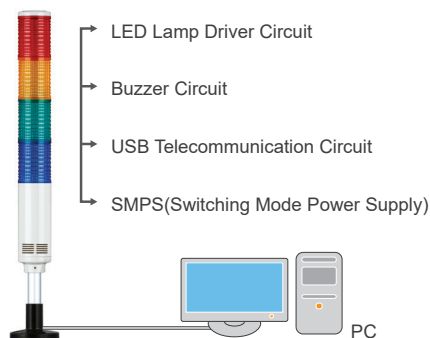 LED Lamp Driver Circuit
Buzzer Circuit
USB Telecommunication Circuit
SMPS(Switching Mode Power Supply)
PC